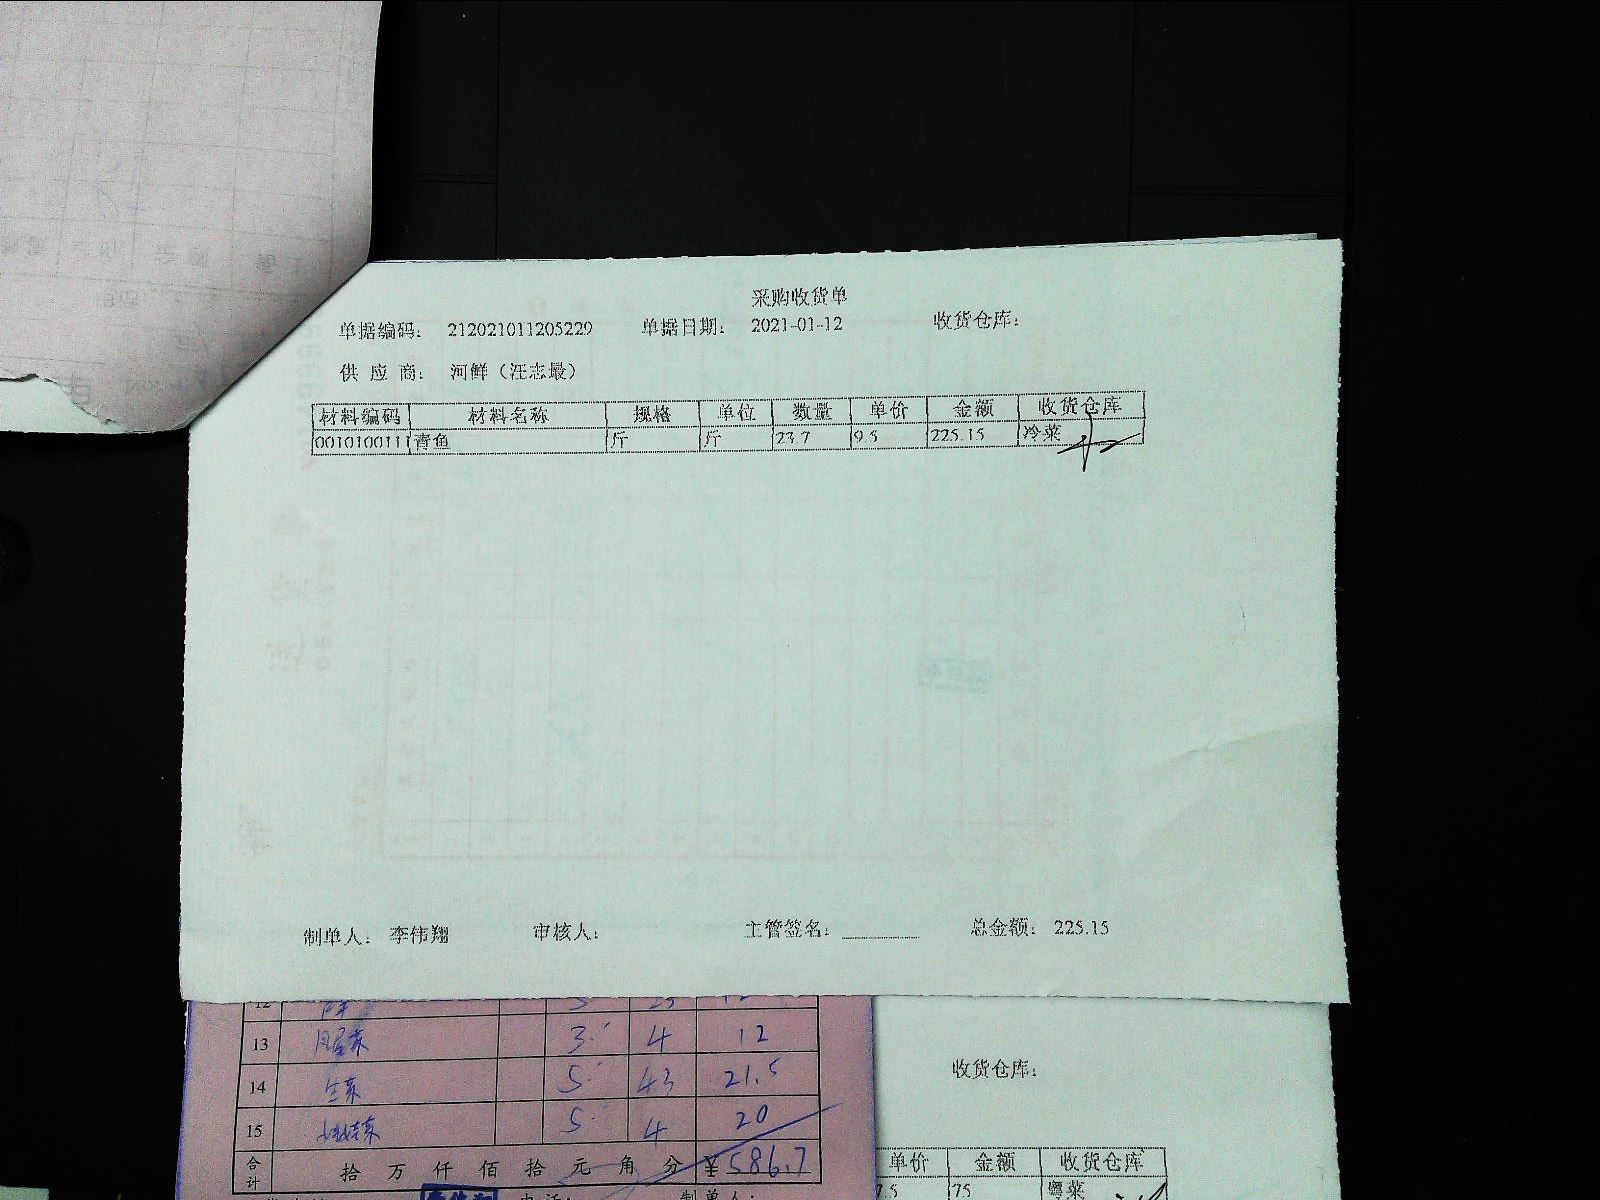 采购收货单
单据编码： 212021011205229 单据日期： 2021-01-12 收货仓库：
供应商： 河鲜（汪志最）
材料编码 材料名称 规格 单位 数量 单价 金额 收货仓库
001010011 青鱼 斤 斤 23.7 9.5 225.15 冷菜
制单人： 李伟翔 审核人： 主管签名： 总金额： 225.15
13 3 4 12
14 生菜 5 43 21.5
15 5 4 20
合计 拾 万 仟 佰 拾 元 角 分 ¥586.7
收货仓库：
单价 金额 收货仓库
7.5 75 粤菜